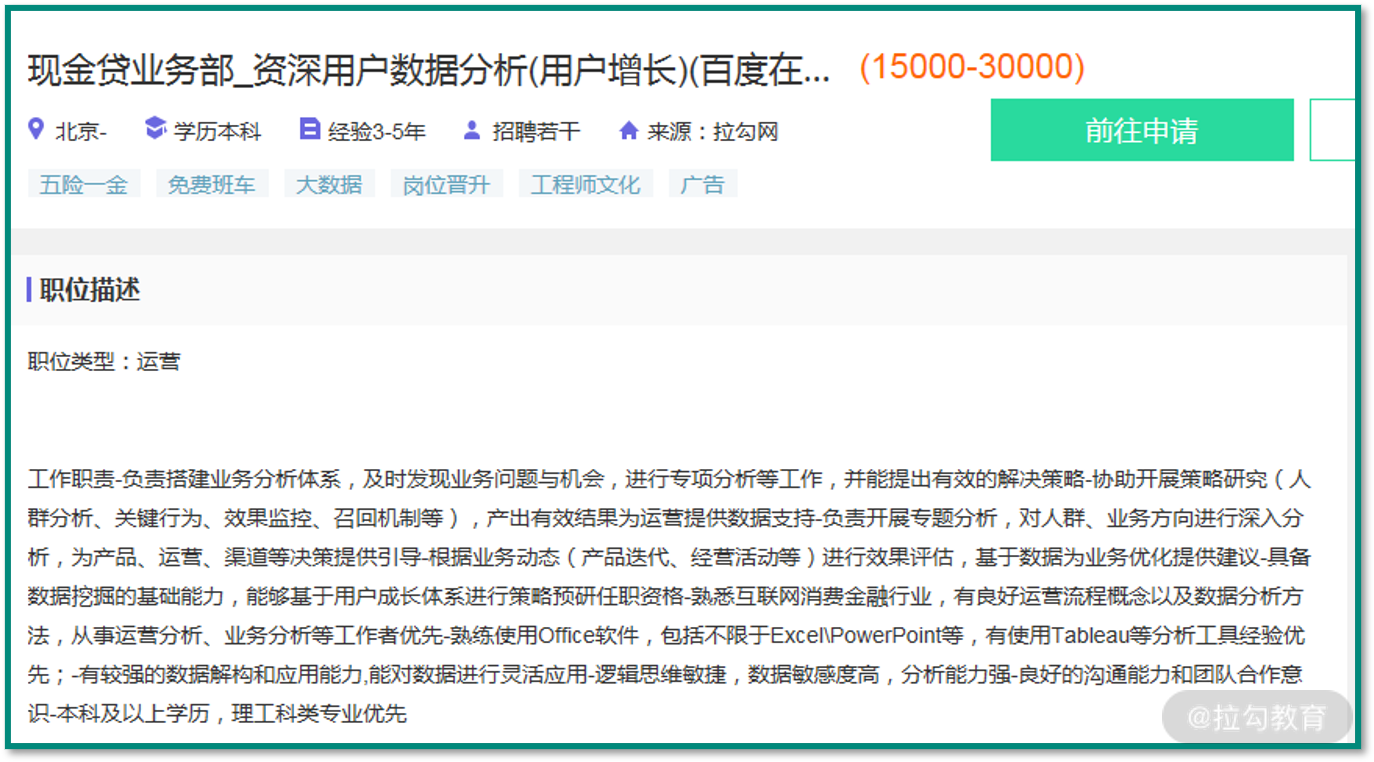 现金贷业务部_资深用户数据分析(用户增长)(百度在... (15000-30000)
北京- 学历本科 经验3-5年 招聘若干 来源：拉勾网 前往申请
五险一金 免费班车 大数据 岗位晋升 工程师文化 广告
职位描述
职位类型：运营
工作职责-负责搭建业务分析体系，及时发现业务问题与机会，进行专项分析等工作，并能提出有效的解决策略-协助开展策略研究（人
群分析、关键行为、效果监控、召回机制等），产出有效结果为运营提供数据支持-负责开展专题分析，对人群、业务方向进行深入分
析，为产品、运营、渠道等决策提供引导-根据业务动态（产品迭代、经营活动等）进行效果评估，基于数据为业务优化提供建议-具备
数据挖掘的基础能力，能够基于用户成长体系进行策略预研任职资格-熟悉互联网消费金融行业，有良好运营流程概念以及数据分析方
法，从事运营分析、业务分析等工作者优先-熟练使用Office软件，包括不限于Excel\PowerPoint等，有使用Tableau等分析工具经验优
先；-有较强的数据解构和应用能力,能对数据进行灵活应用-逻辑思维敏捷，数据敏感度高，分析能力强-良好的沟通能力和团队合作意
识-本科及以上学历，理工科类专业优先
@拉勾教育